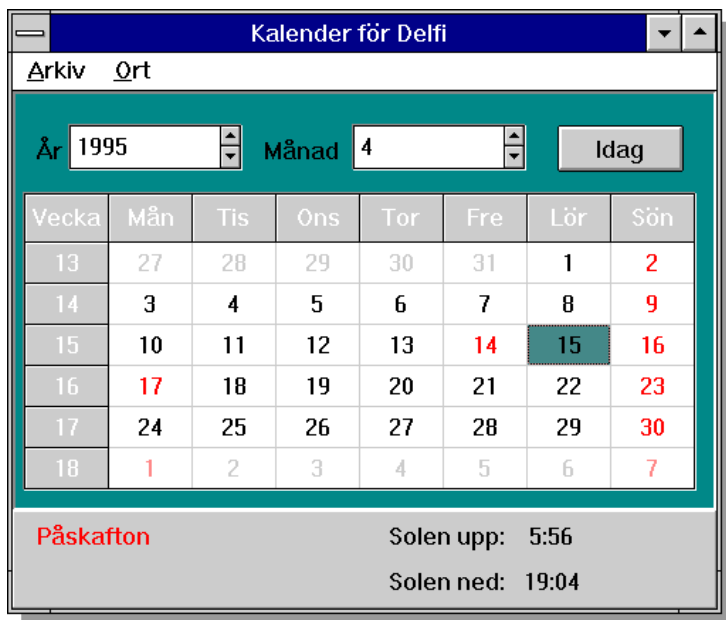 Kalender för Delfi
Arkiv Ort
År 1995 Månad 4 Idag
Vecka Mån Tis Ons Tor Fre Lör Sön
13 27 28 29 30 31 1 2
14 3 4 5 6 7 8 9
15 10 11 12 13 14 15 16
16 17 18 19 20 21 22 23
17 24 25 26 27 28 29 30
18 1 2 3 4 5 6 7
Påskafton Solen upp: 5:56
Solen ned: 19:04